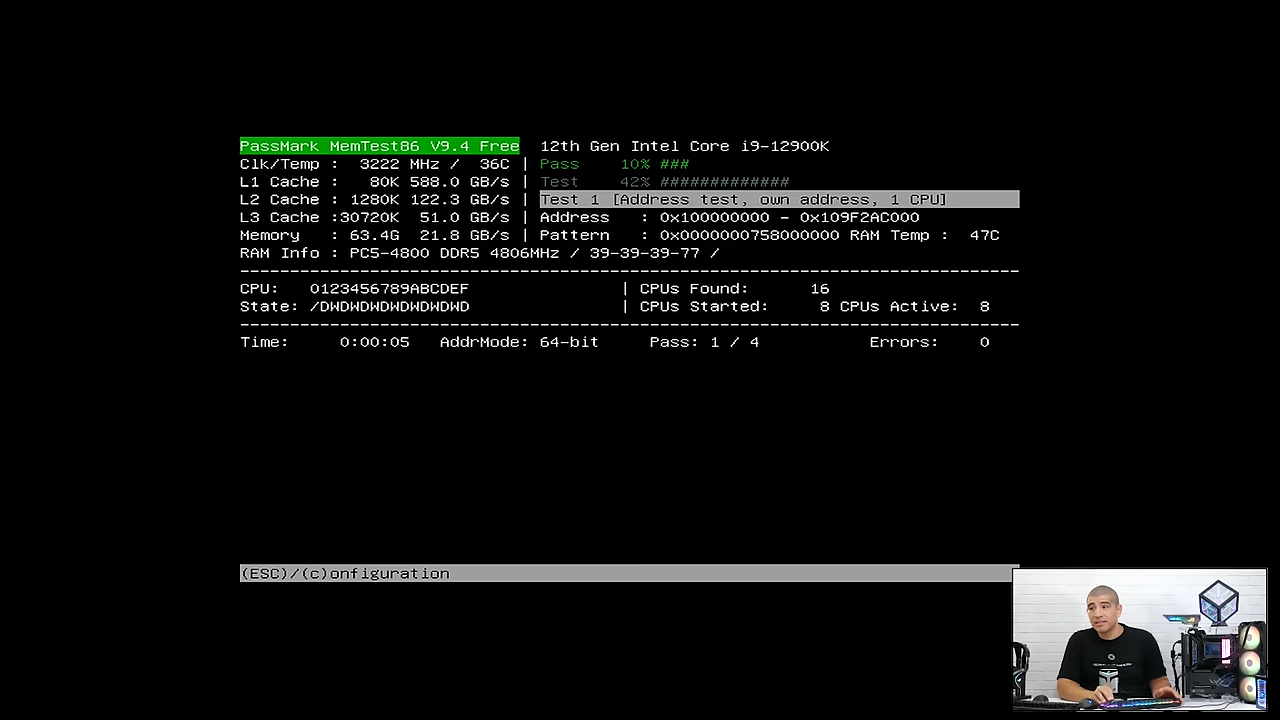 PassMark MemTest86 V9.4 Free 12th Gen Intel Core i9-12900K
Clk/Temp : 3222 MHz / 36C | Pass 10% ###
L1 Cache : 80K 588.0 GB/s | Test 42% #############
L2 Cache : 1280K 122.3 GB/s | Test 1 [Address test, own address, 1 CPU]
L3 Cache :30720K 51.0 GB/s | Address : 0x100000000 - 0x109F2AC000
Memory : 63.4G 21.8 GB/s | Pattern : 0x0000000758000000 RAM Temp : 47C
RAM Info : PC5-4800 DDR5 4806MHz / 39-39-39-77 /
------------------------------------------------------------------------------
CPU: 0123456789ABCDEF | CPUs Found: 16
State: /DWDWDWDWDWDWDWD | CPUs Started: 8 CPUs Active: 8
------------------------------------------------------------------------------
Time: 0:00:05 AddrMode: 64-bit Pass: 1 / 4 Errors: 0
(ESC)/(c)onfiguration